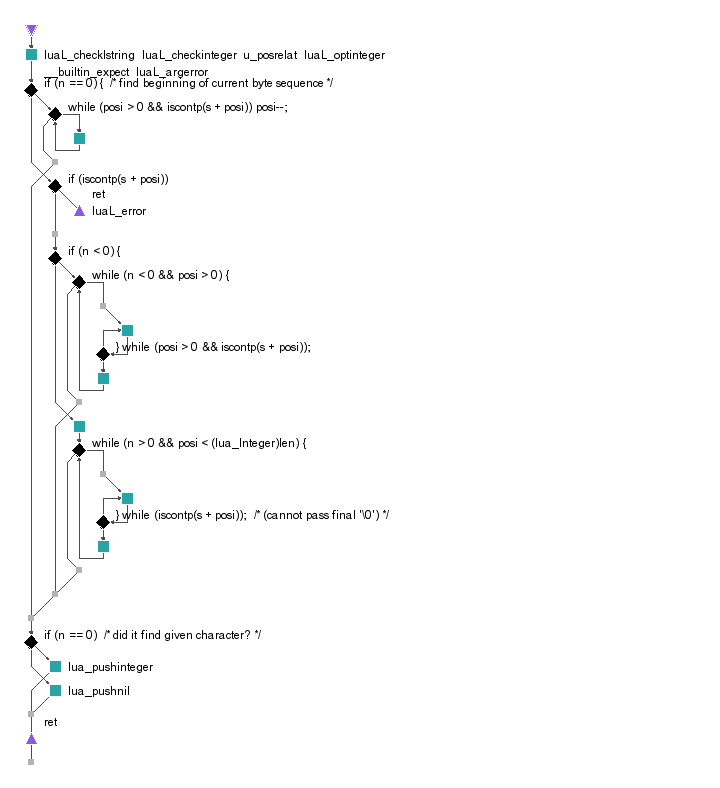 luaL_checklstring luaL_checkinteger u_posrelat luaL_optinteger
__builtin_expect luaL_argerror
if (n == 0) { /* find beginning of current byte sequence */
while (posi > 0 && iscontp(s + posi)) posi--;
if (iscontp(s + posi))
ret
luaL_error
if (n < 0) {
while (n < 0 && posi > 0) {
} while (posi > 0 && iscontp(s + posi));
while (n > 0 && posi < (lua_Integer)len) {
} while (iscontp(s + posi)); /* (cannot pass final '\0') */
if (n == 0) /* did it find given character? */
lua_pushinteger
lua_pushnil
ret